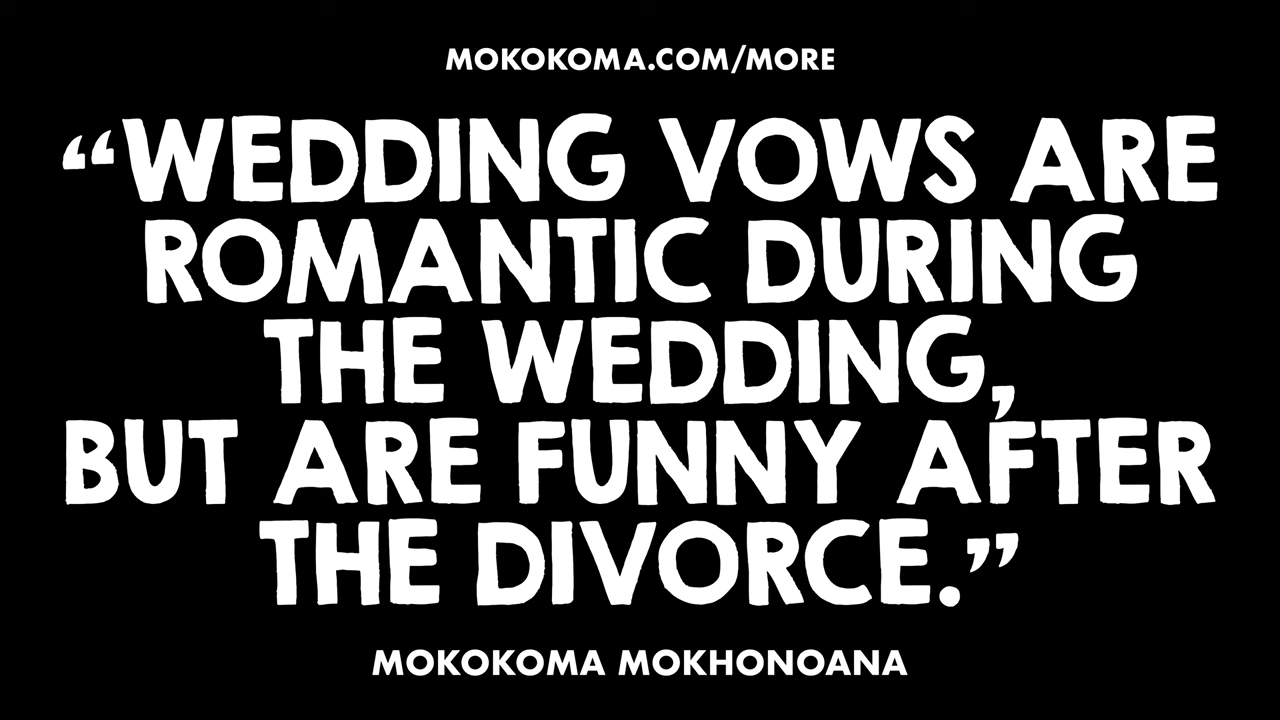 MOKOKOMA.COM/MORE
“WEDDING VOWS ARE
ROMANTIC DURING
THE WEDDING,
BUT ARE FUNNY AFTER
THE DIVORCE.”
MOKOKOMA MOKHONOANA